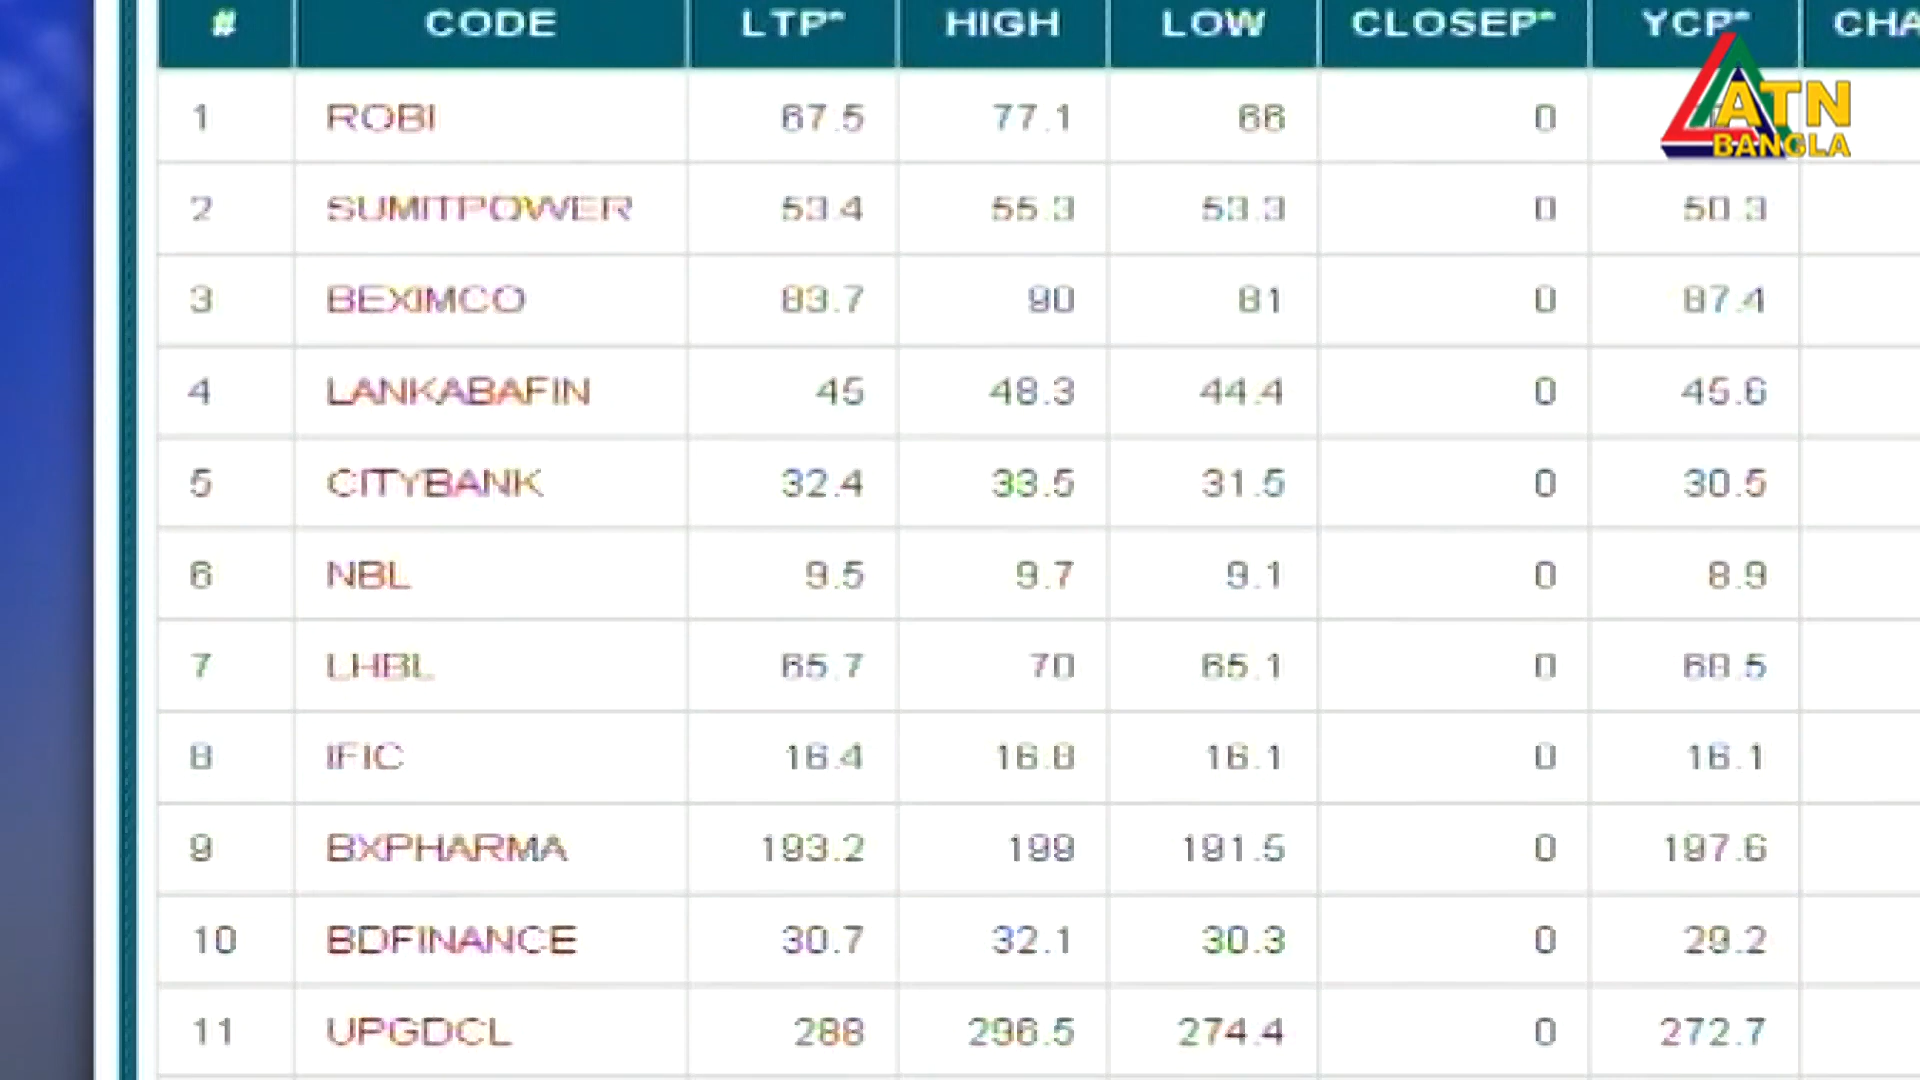 # CODE LTP* HIGH LOW CLOSEP* YCP* CHA
1 ROBI 67.5 77.1 66 0
2 SUMITPOWER 53.4 55.3 53.3 0 50.3
3 BEXIMCO 83.7 90 81 0 87.4
4 LANKABAFIN 45 48.3 44.4 0 45.6
5 CITYBANK 32.4 33.5 31.5 0 30.5
6 NBL 9.5 9.7 9.1 0 8.9
7 LHBL 65.7 70 65.1 0 68.5
8 IFIC 16.4 16.8 16.1 0 16.1
9 BXPHARMA 193.2 199 191.5 0 197.6
10 BDFINANCE 30.7 32.1 30.3 0 29.2
11 UPGDCL 288 296.5 274.4 0 272.7
ATN
BANGLA